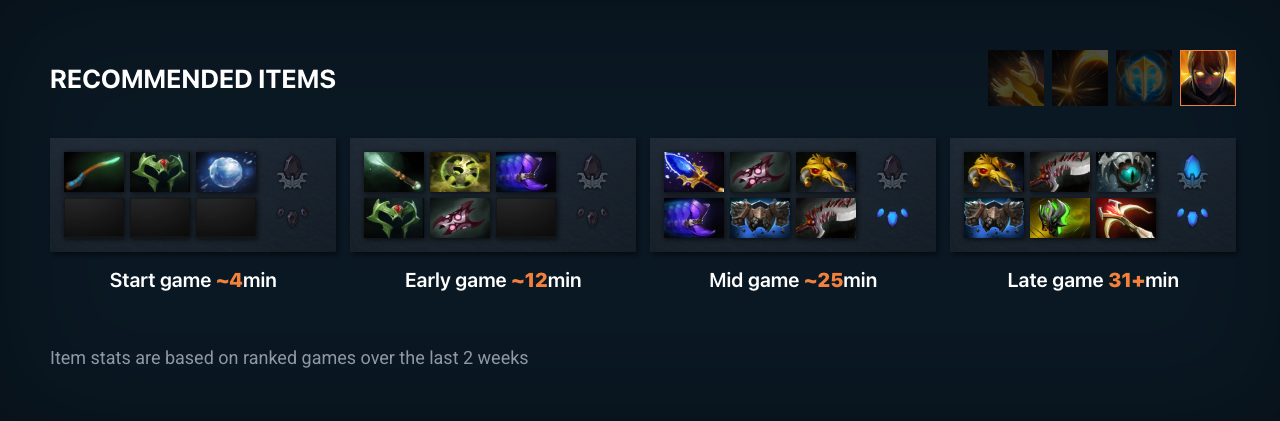 RECOMMENDED ITEMS
Start game ~4min
Early game ~12min
Mid game ~25min
Late game 31+min
Item stats are based on ranked games over the last 2 weeks